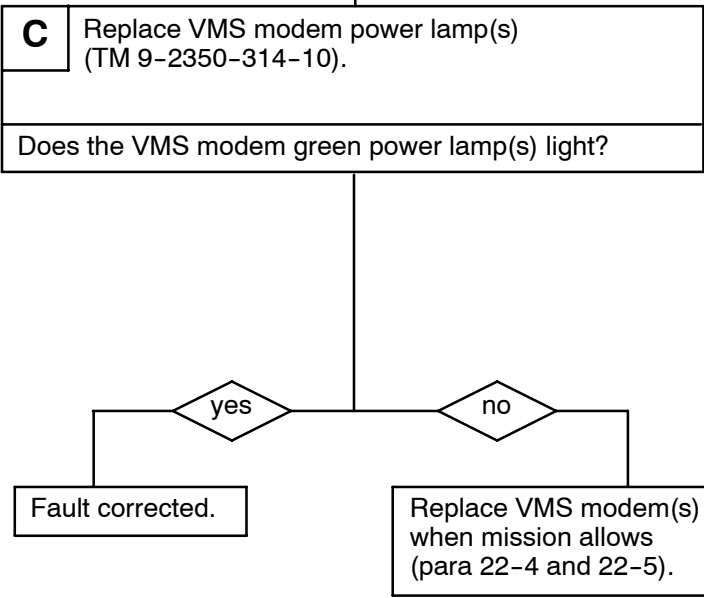 C
Replace VMS modem power lamp(s)
(TM 9-2350-314-10).
Does the VMS modem green power lamp(s) light?
yes
no
Fault corrected.
Replace VMS modem(s)
when mission allows
(para 22-4 and 22-5).